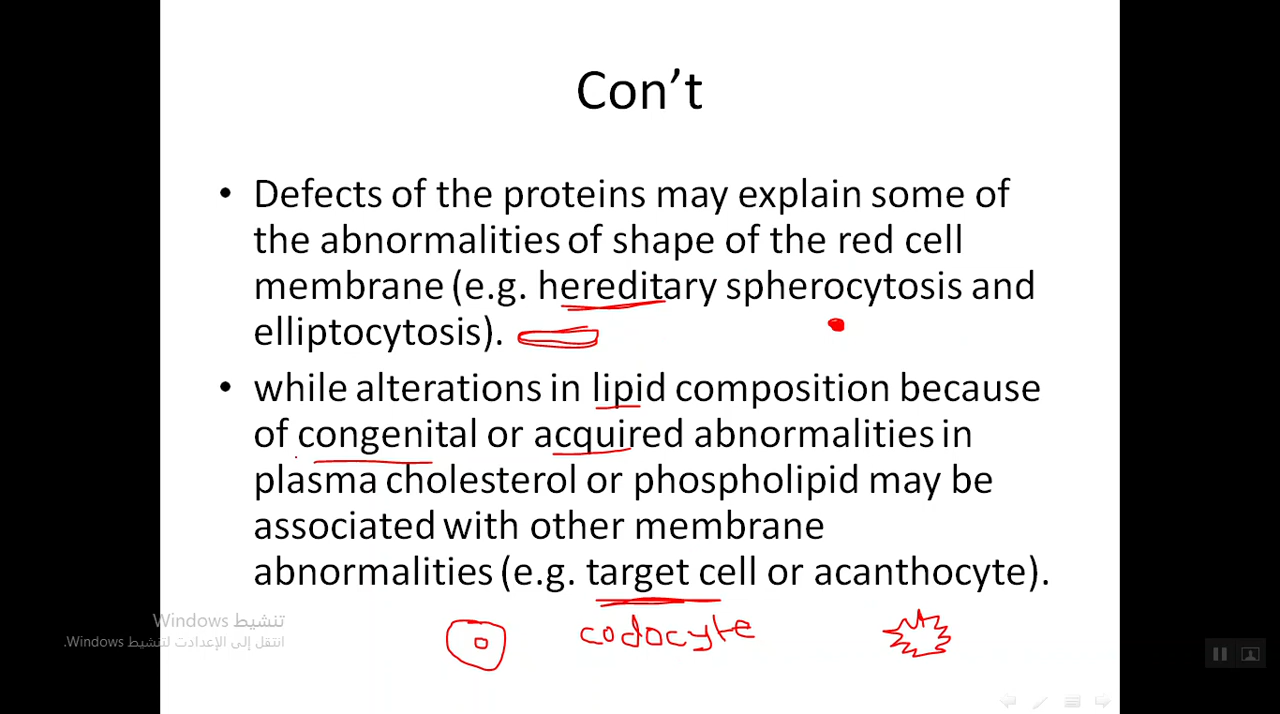 Con't
• Defects of the proteins may explain some of
the abnormalities of shape of the red cell
membrane (e.g. hereditary spherocytosis and
elliptocytosis).
• while alterations in lipid composition because
of congenital or acquired abnormalities in
plasma cholesterol or phospholipid may be
associated with other membrane
abnormalities (e.g. target cell or acanthocyte).
codocyte
تنشيط Windows
انتقل إلى الإعدادت لتنشيط Windows.